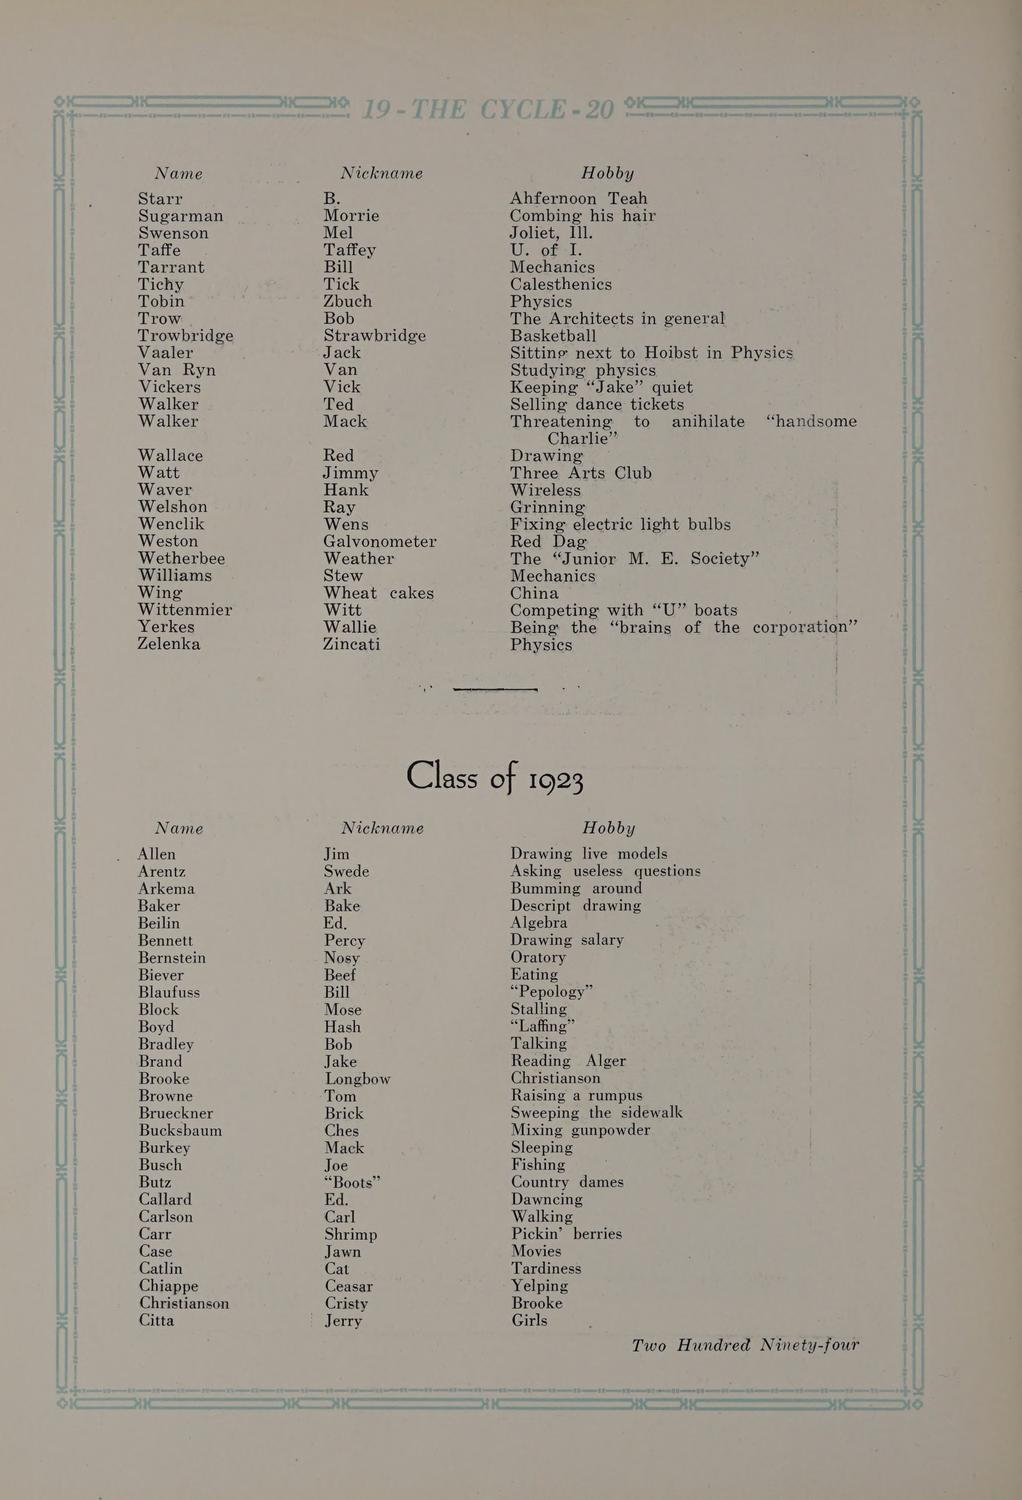 19-THE CYCLE-20
Name Nickname Hobby
Starr B. Ahfernoon Teah
Sugarman Morrie Combing his hair
Swenson Mel Joliet, Ill.
Taffe Taffey U. of I.
Tarrant Bill Mechanics
Tichy Tick Calesthenics
Tobin Zbuch Physics
Trow Bob The Architects in general
Trowbridge Strawbridge Basketball
Vaaler Jack Sitting next to Hoibst in Physics
Van Ryn Van Studying physics
Vickers Vick Keeping “Jake” quiet
Walker Ted Selling dance tickets
Walker Mack Threatening to anihilate “handsome
Charlie”
Wallace Red Drawing
Watt Jimmy Three Arts Club
Waver Hank Wireless
Welshon Ray Grinning
Wenclik Wens Fixing electric light bulbs
Weston Galvonometer Red Dag
Wetherbee Weather The “Junior M. E. Society”
Williams Stew Mechanics
Wing Wheat cakes China
Wittenmier Witt Competing with “U” boats
Yerkes Wallie Being the “brains of the corporation”
Zelenka Zincati Physics
Class of 1923
Name Nickname Hobby
Allen Jim Drawing live models
Arentz Swede Asking useless questions
Arkema Ark Bumming around
Baker Bake Descript drawing
Beilin Ed. Algebra
Bennett Percy Drawing salary
Bernstein Nosy Oratory
Biever Beef Eating
Blaufuss Bill “Pepology”
Block Mose Stalling
Boyd Hash “Laffing”
Bradley Bob Talking
Brand Jake Reading Alger
Brooke Longbow Christianson
Browne Tom Raising a rumpus
Brueckner Brick Sweeping the sidewalk
Bucksbaum Ches Mixing gunpowder
Burkey Mack Sleeping
Busch Joe Fishing
Butz “Boots” Country dames
Callard Ed. Dawncing
Carlson Carl Walking
Carr Shrimp Pickin’ berries
Case Jawn Movies
Catlin Cat Tardiness
Chiappe Ceasar Yelping
Christianson Cristy Brooke
Citta Jerry Girls
Two Hundred Ninety-four